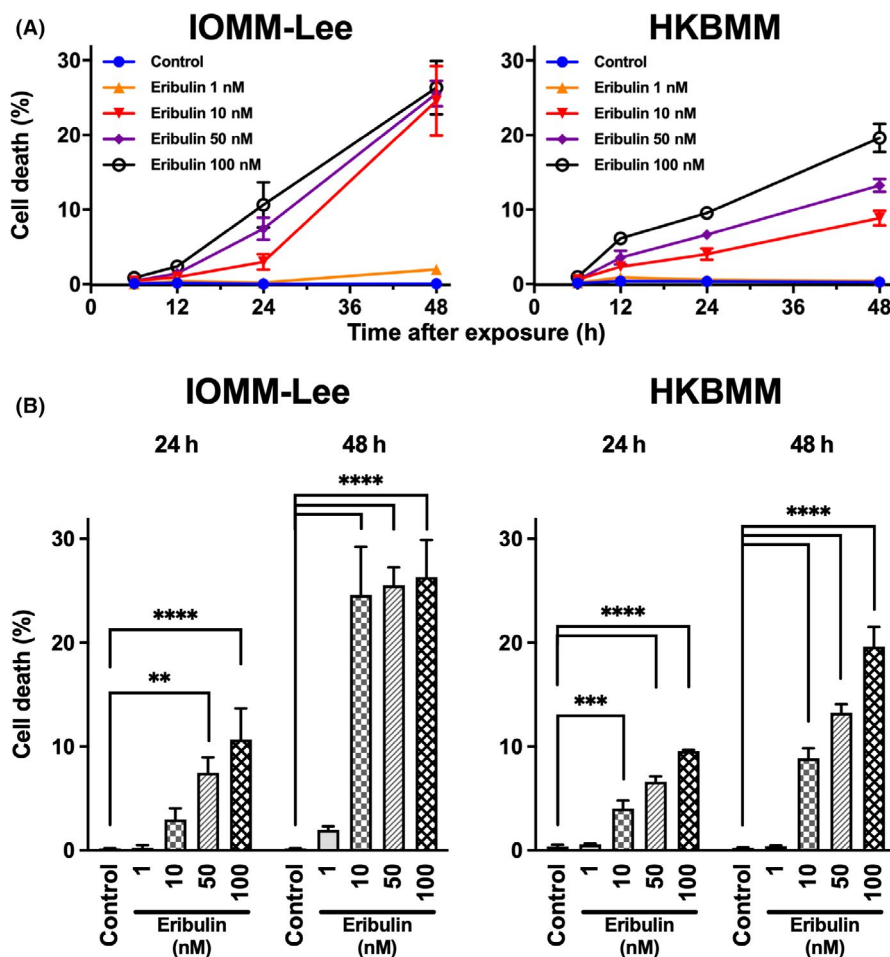 (A)
IOMM-Lee
HKBMM
Cell death (%)
30
20
10
0
Control
Eribulin 1 nM
Eribulin 10 nM
Eribulin 50 nM
Eribulin 100 nM
0 12 24 36 48
30
20
10
0
Control
Eribulin 1 nM
Eribulin 10 nM
Eribulin 50 nM
Eribulin 100 nM
0 12 24 36 48
Time after exposure (h)
(B)
IOMM-Lee
HKBMM
24 h
48 h
24 h
48 h
Cell death (%)
30
20
10
0
****
**
****
Control 1 10 50 100
Eribulin
(nM)
Control 1 10 50 100
Eribulin
(nM)
30
20
10
0
****
***
****
Control 1 10 50 100
Eribulin
(nM)
Control 1 10 50 100
Eribulin
(nM)